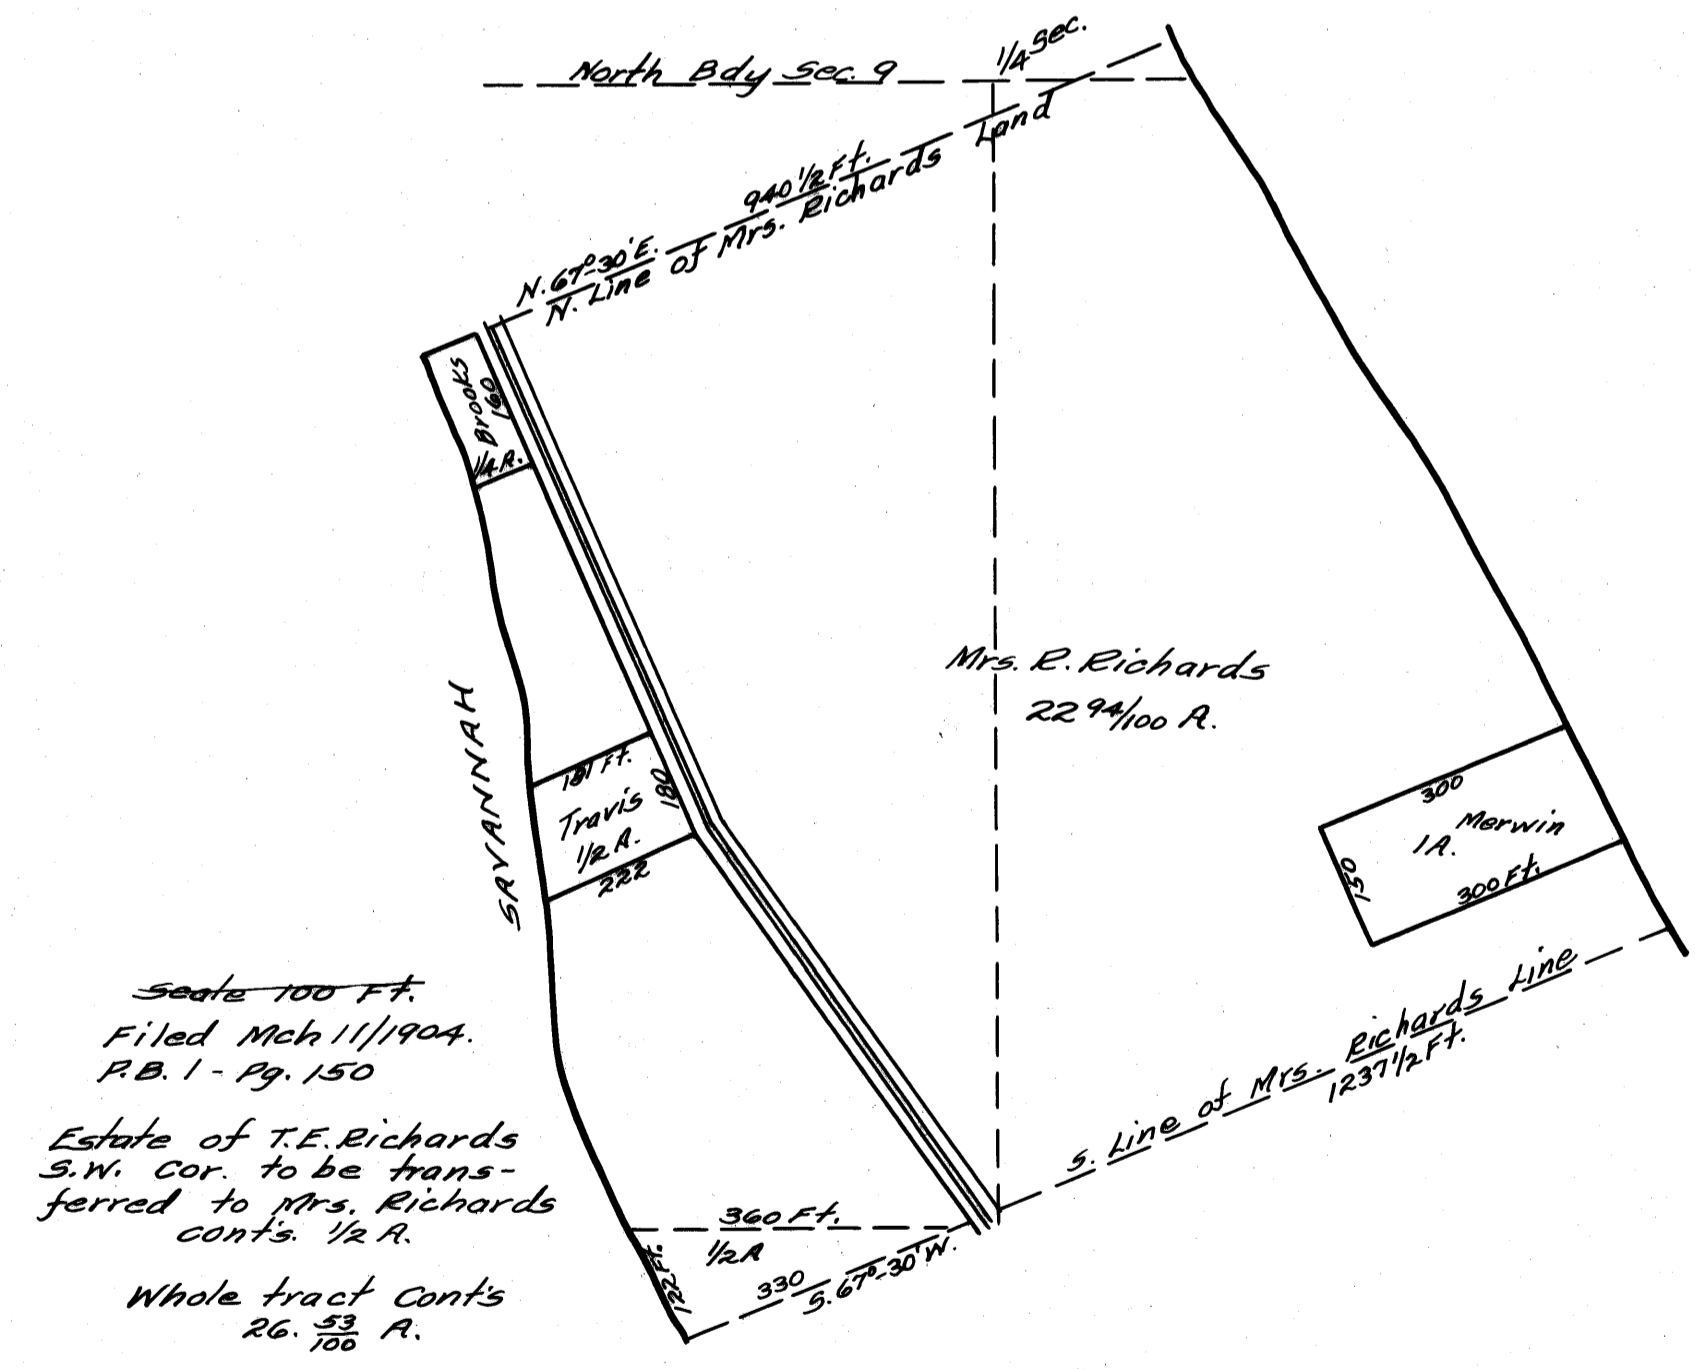 North Bdy Sec. 9
1/4 Sec.
N. 67°-30' E.
940 1/2 Ft.
N. Line of Mrs. Richards Land
Brooks
160
1/4 A.
Mrs. R. Richards
22 94/100 A.
SAVANNAH
181 Ft.
Travis
1/2 A.
180
222
300
Merwin
1A.
150
300 Ft.
S. Line of Mrs. Richards Line
1237 1/2 Ft.
Scale 100 Ft.
Filed Mch 11/1904.
P.B. 1 - Pg. 150
Estate of T.E. Richards
S.W. Cor. to be trans-
ferred to Mrs. Richards
cont's. 1/2 A.
Whole tract Cont's
26. 53/100 A.
360 Ft.
1/2 A
122 Ft.
330
S. 67°-30' W.